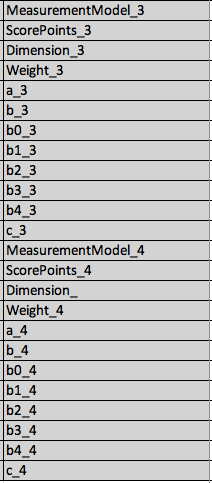 MeasurementModel_3
ScorePoints_3
Dimension_3
Weight_3
a_3
b_3
b0_3
b1_3
b2_3
b3_3
b4_3
c_3
MeasurementModel_4
ScorePoints_4
Dimension_
Weight_4
a_4
b_4
b0_4
b1_4
b2_4
b3_4
b4_4
c_4